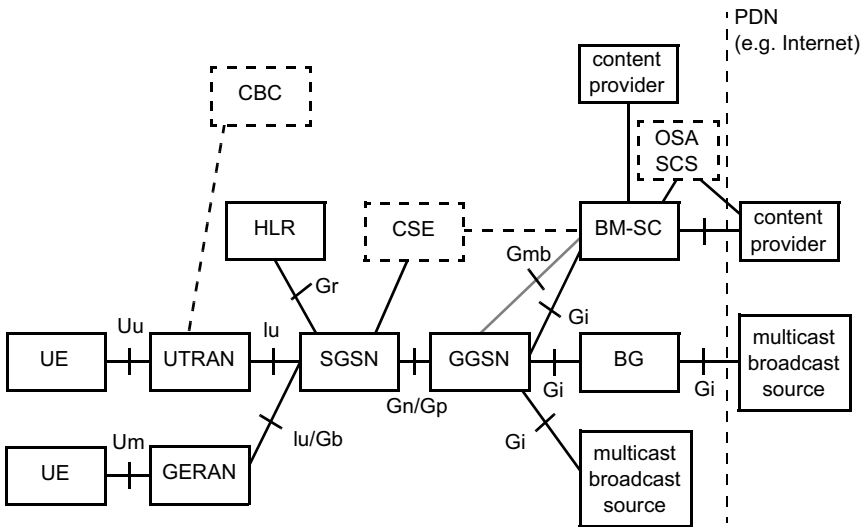 PDN
(e.g. Internet)
content
provider
CBC
OSA
SCS
HLR
CSE
BM-SC
content
provider
Gmb
Gr
Gi
Uu
Iu
UE
UTRAN
SGSN
GGSN
BG
multicast
broadcast
source
Gn/Gp
Gi
Gi
Um
Iu/Gb
Gi
UE
GERAN
multicast
broadcast
source